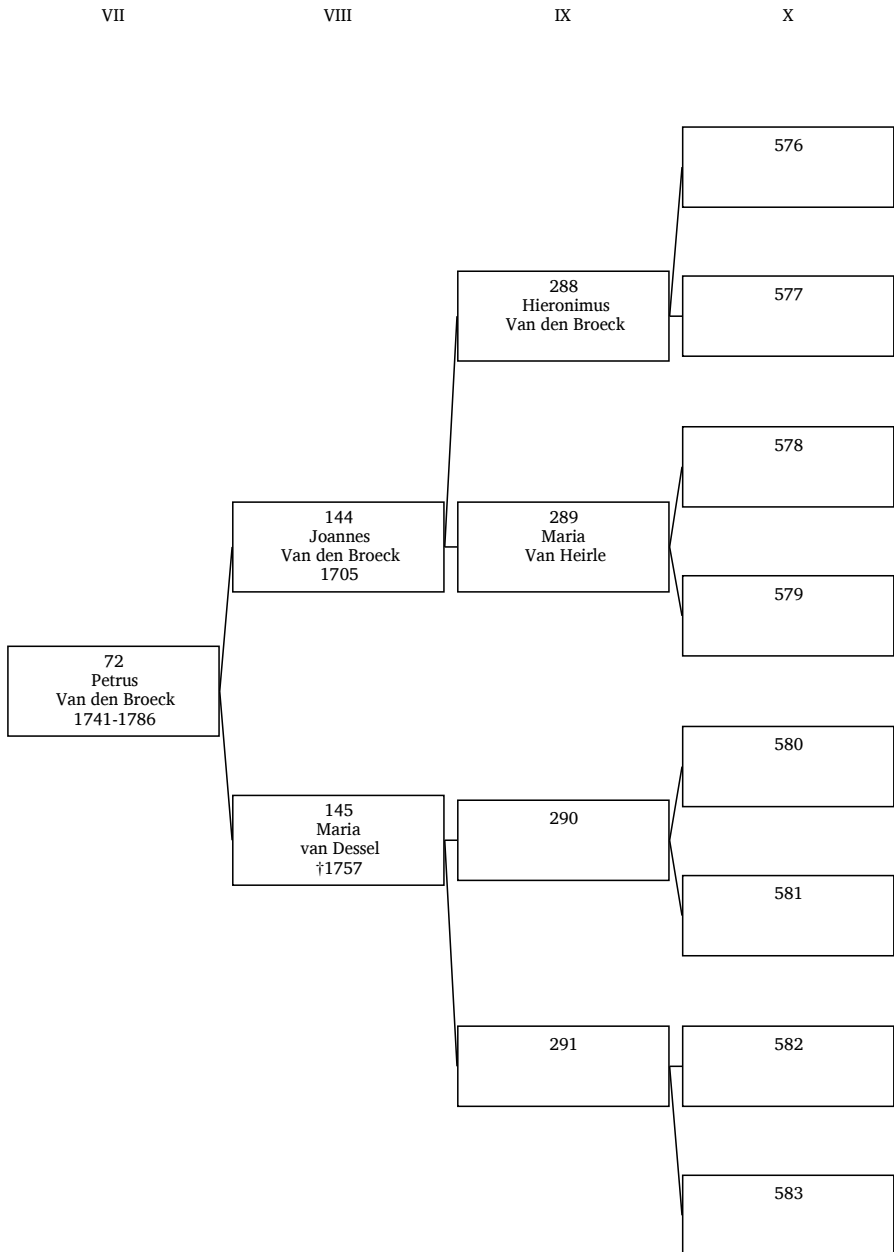 VII VIII IX X
576
288
Hieronimus
Van den Broeck
577
578
144
Joannes
Van den Broeck
1705
289
Maria
Van Heirle
579
72
Petrus
Van den Broeck
1741-1786
580
145
Maria
van Dessel
†1757
290
581
291
582
583